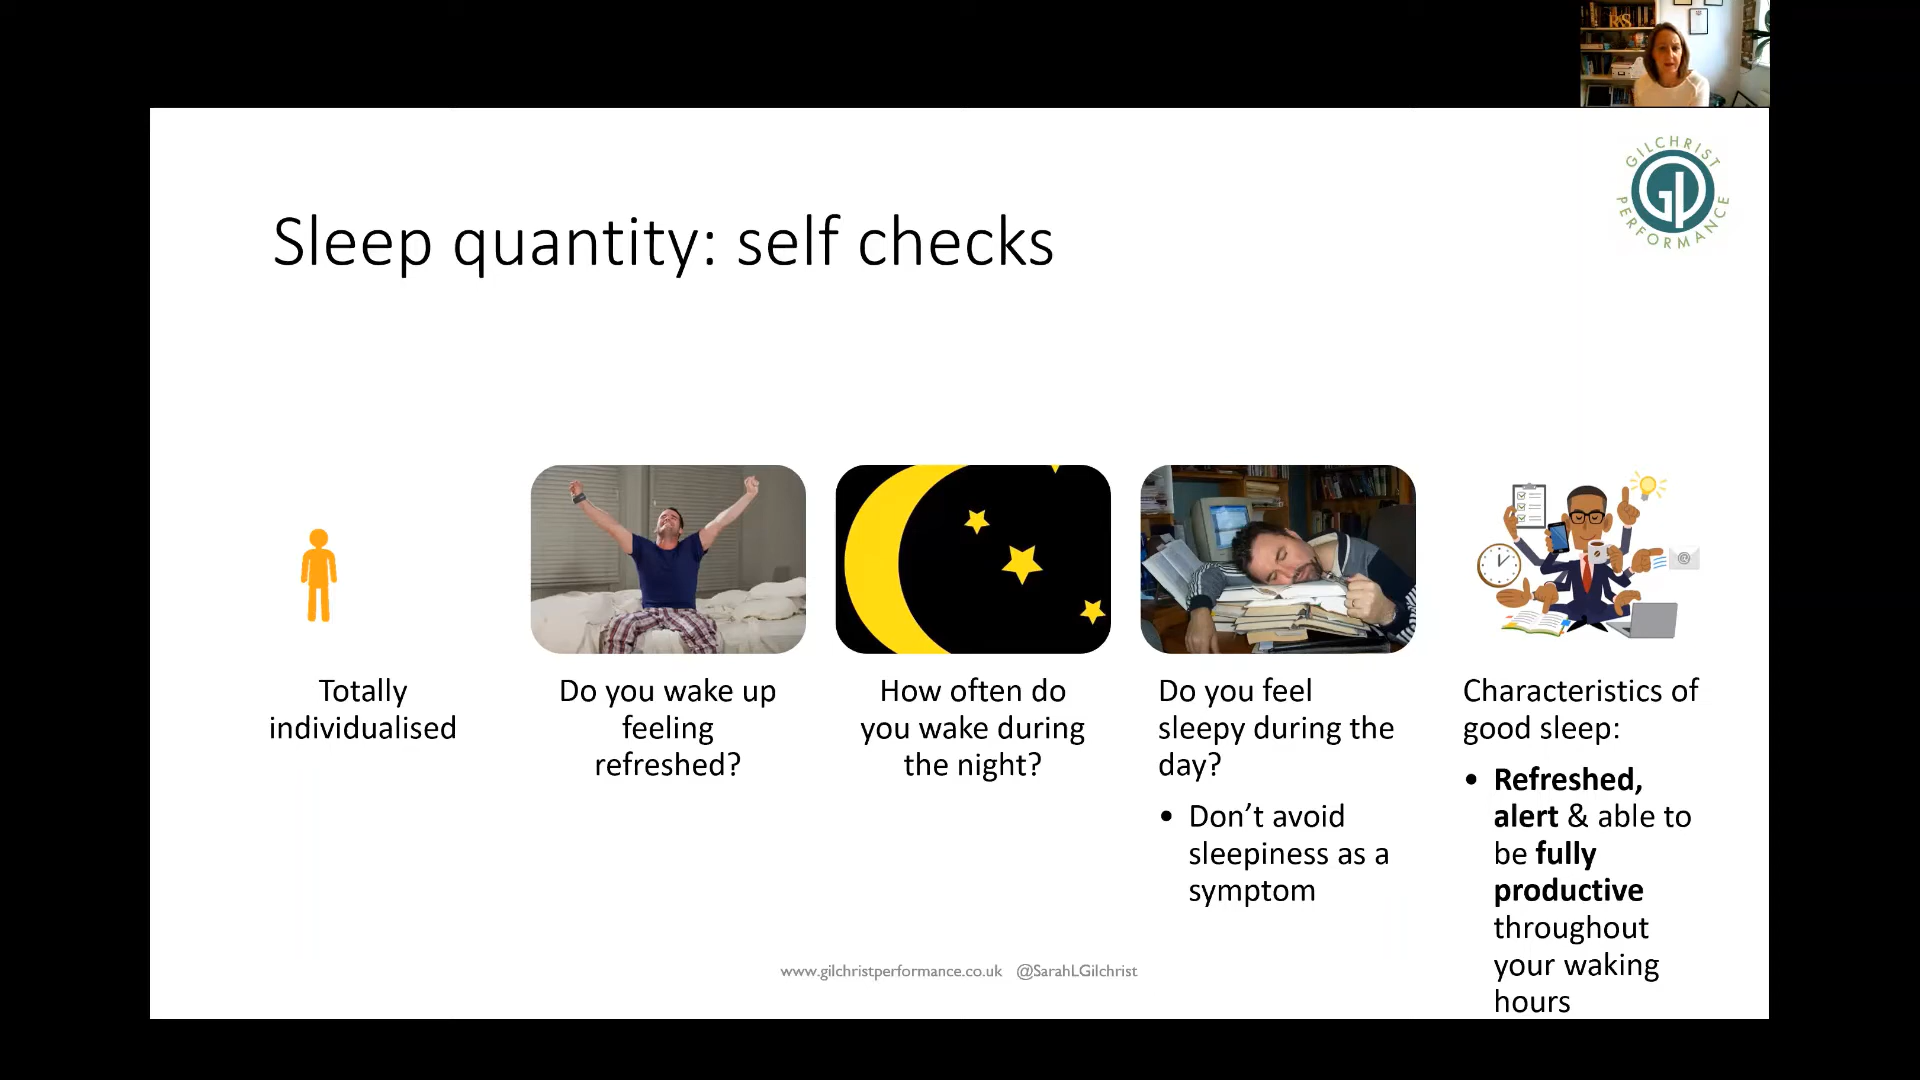 GILCHRIST
PERFORMANCE
Sleep quantity: self checks
Totally
individualised
Do you wake up
feeling
refreshed?
How often do
you wake during
the night?
Do you feel
sleepy during the
day?
• Don’t avoid
sleepiness as a
symptom
Characteristics of
good sleep:
• Refreshed,
alert & able to
be fully
productive
throughout
your waking
hours
www.gilchristperformance.co.uk @SarahLGilchrist